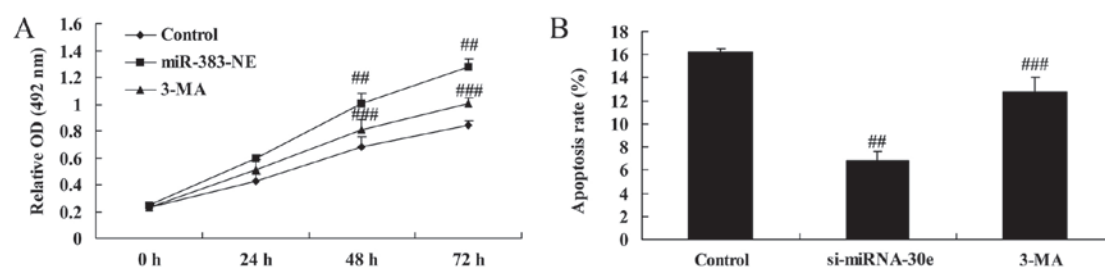 A
Relative OD (492 nm)
1.6
1.4
1.2
1
0.8
0.6
0.4
0.2
0
Control
miR-383-NE
3-MA
##
###
##
###
0 h
24 h
48 h
72 h
B
Apoptosis rate (%)
18
16
14
12
10
8
6
4
2
0
##
###
Control
si-miRNA-30e
3-MA